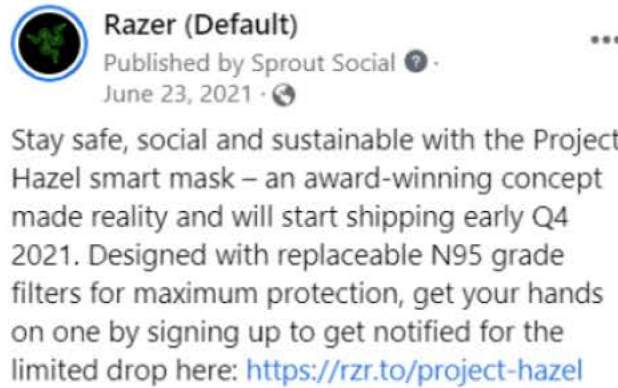 Razer (Default)
Published by Sprout Social ? ·
June 23, 2021 ·
Stay safe, social and sustainable with the Project
Hazel smart mask – an award-winning concept
made reality and will start shipping early Q4
2021. Designed with replaceable N95 grade
filters for maximum protection, get your hands
on one by signing up to get notified for the
limited drop here: https://rzr.to/project-hazel